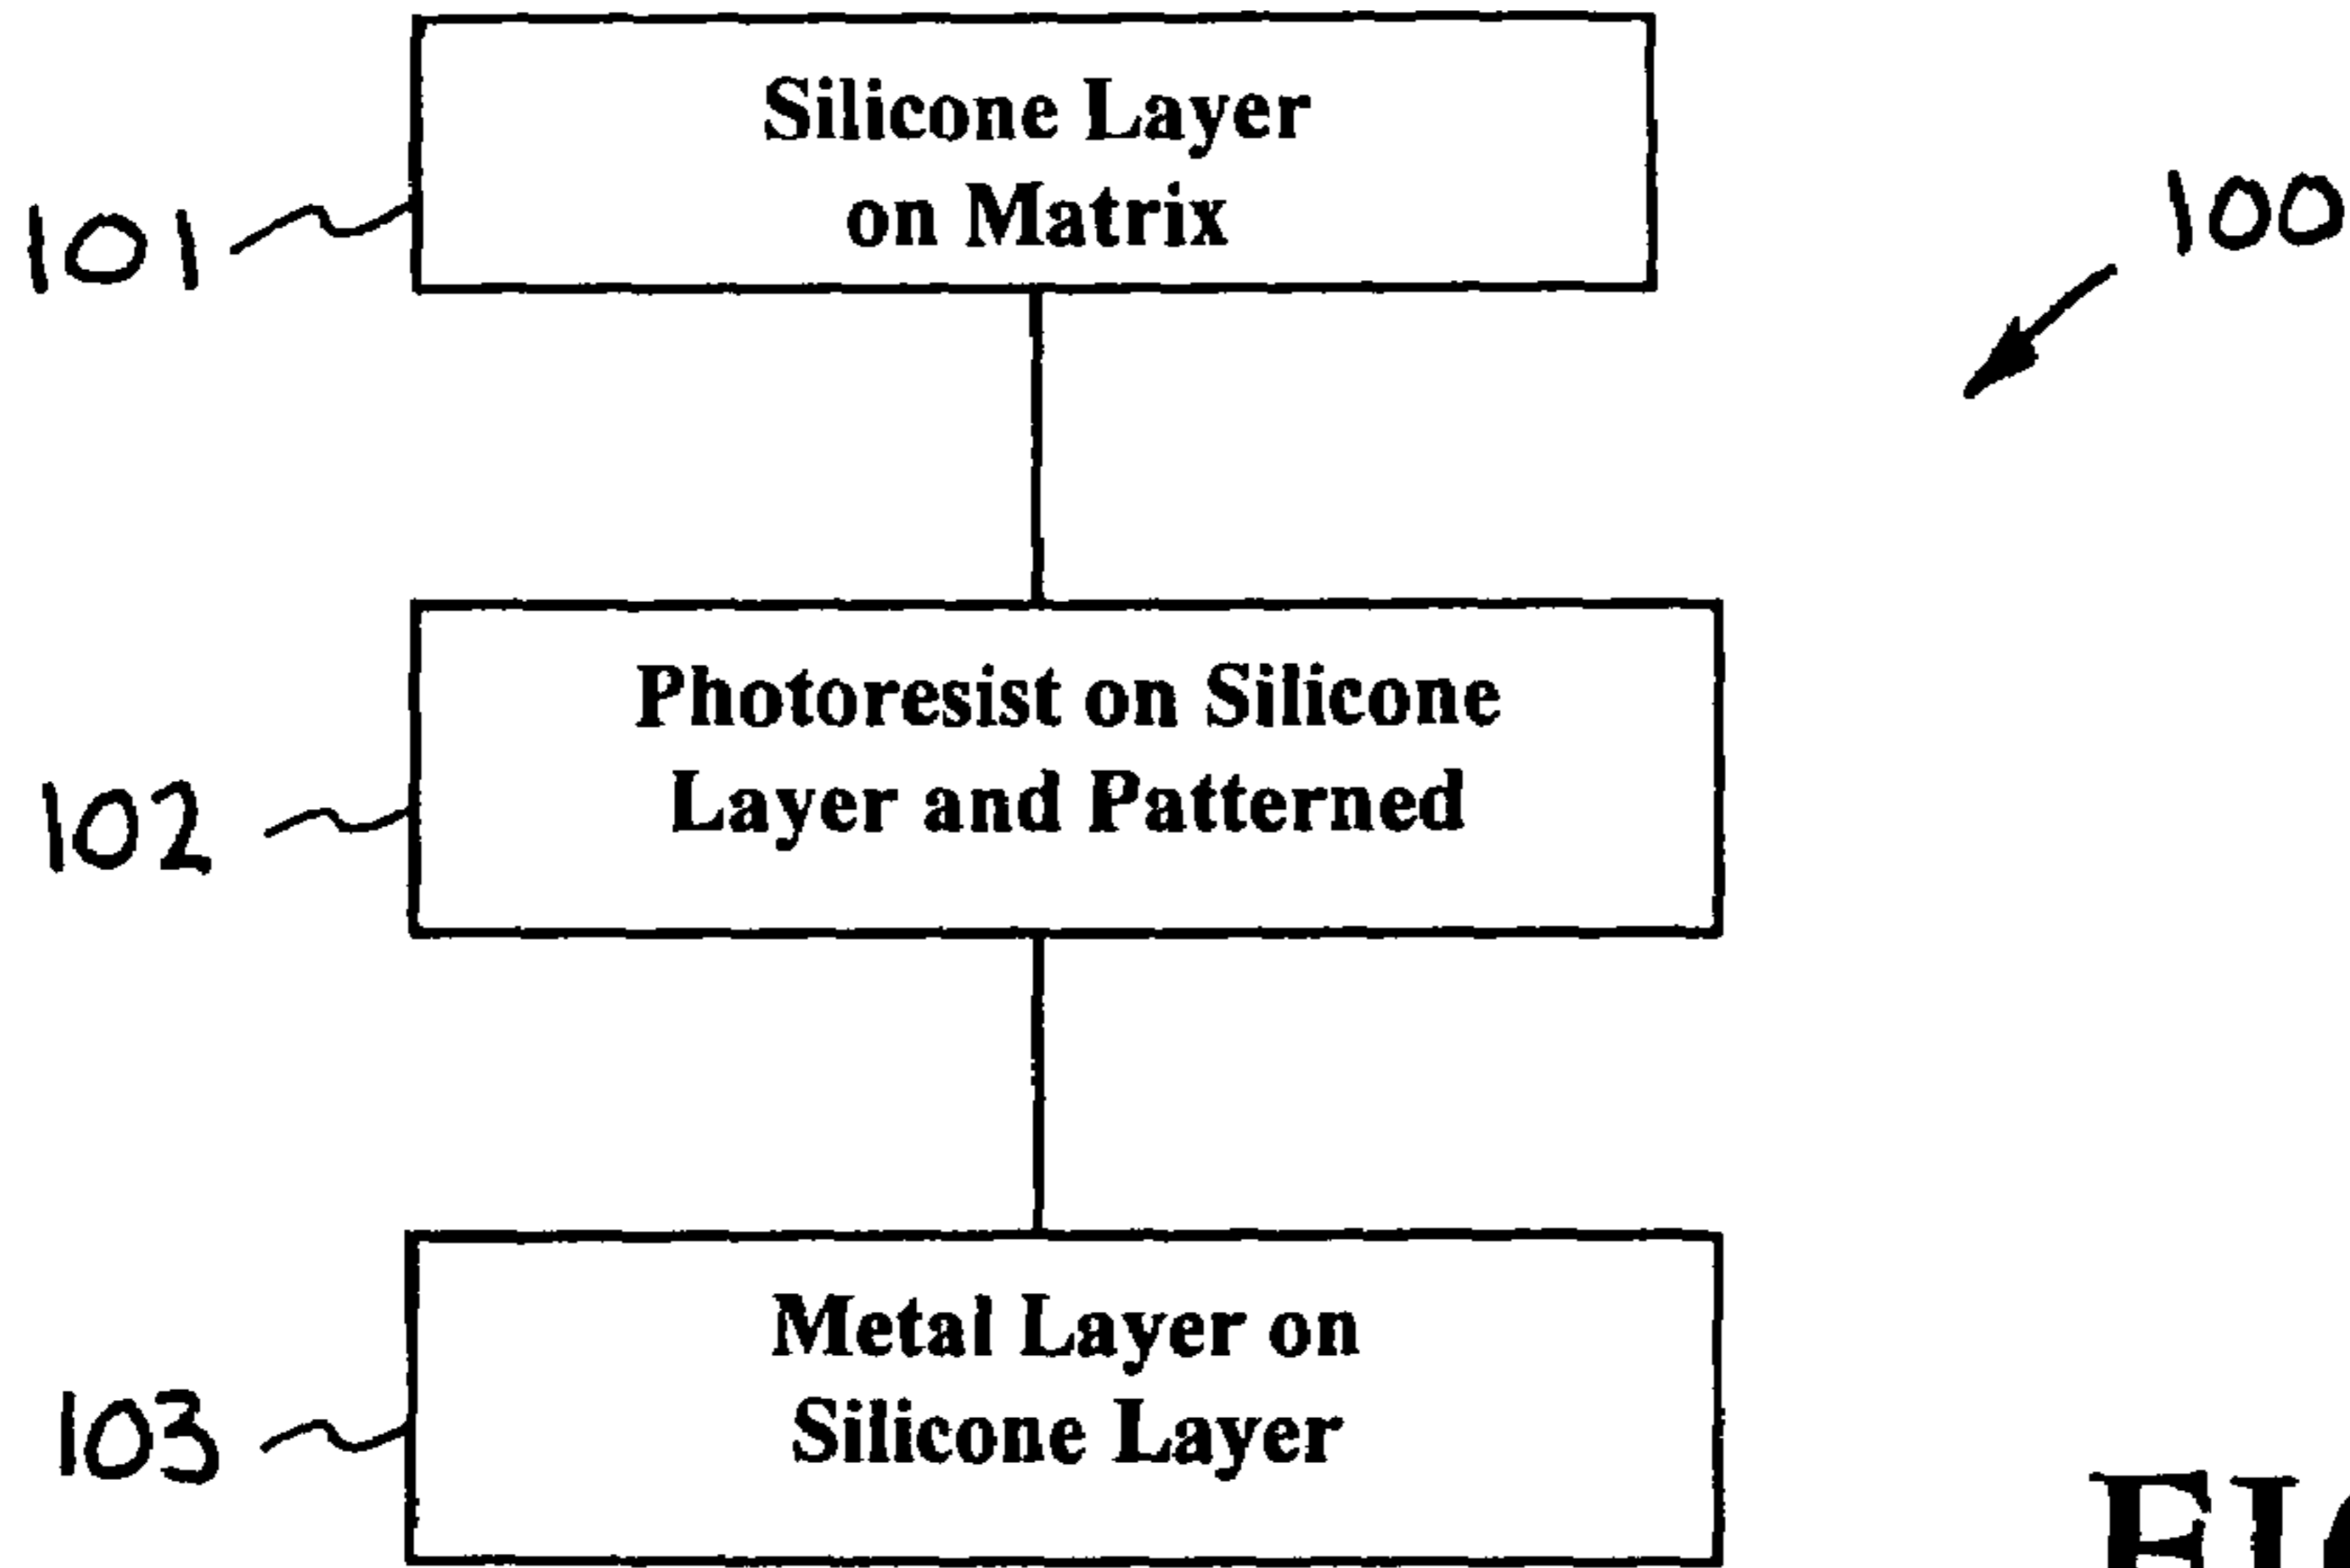 Silicone Layer
on Matrix
101
100
Photoresist on Silicone
Layer and Patterned
102
Metal Layer on
Silicone Layer
103